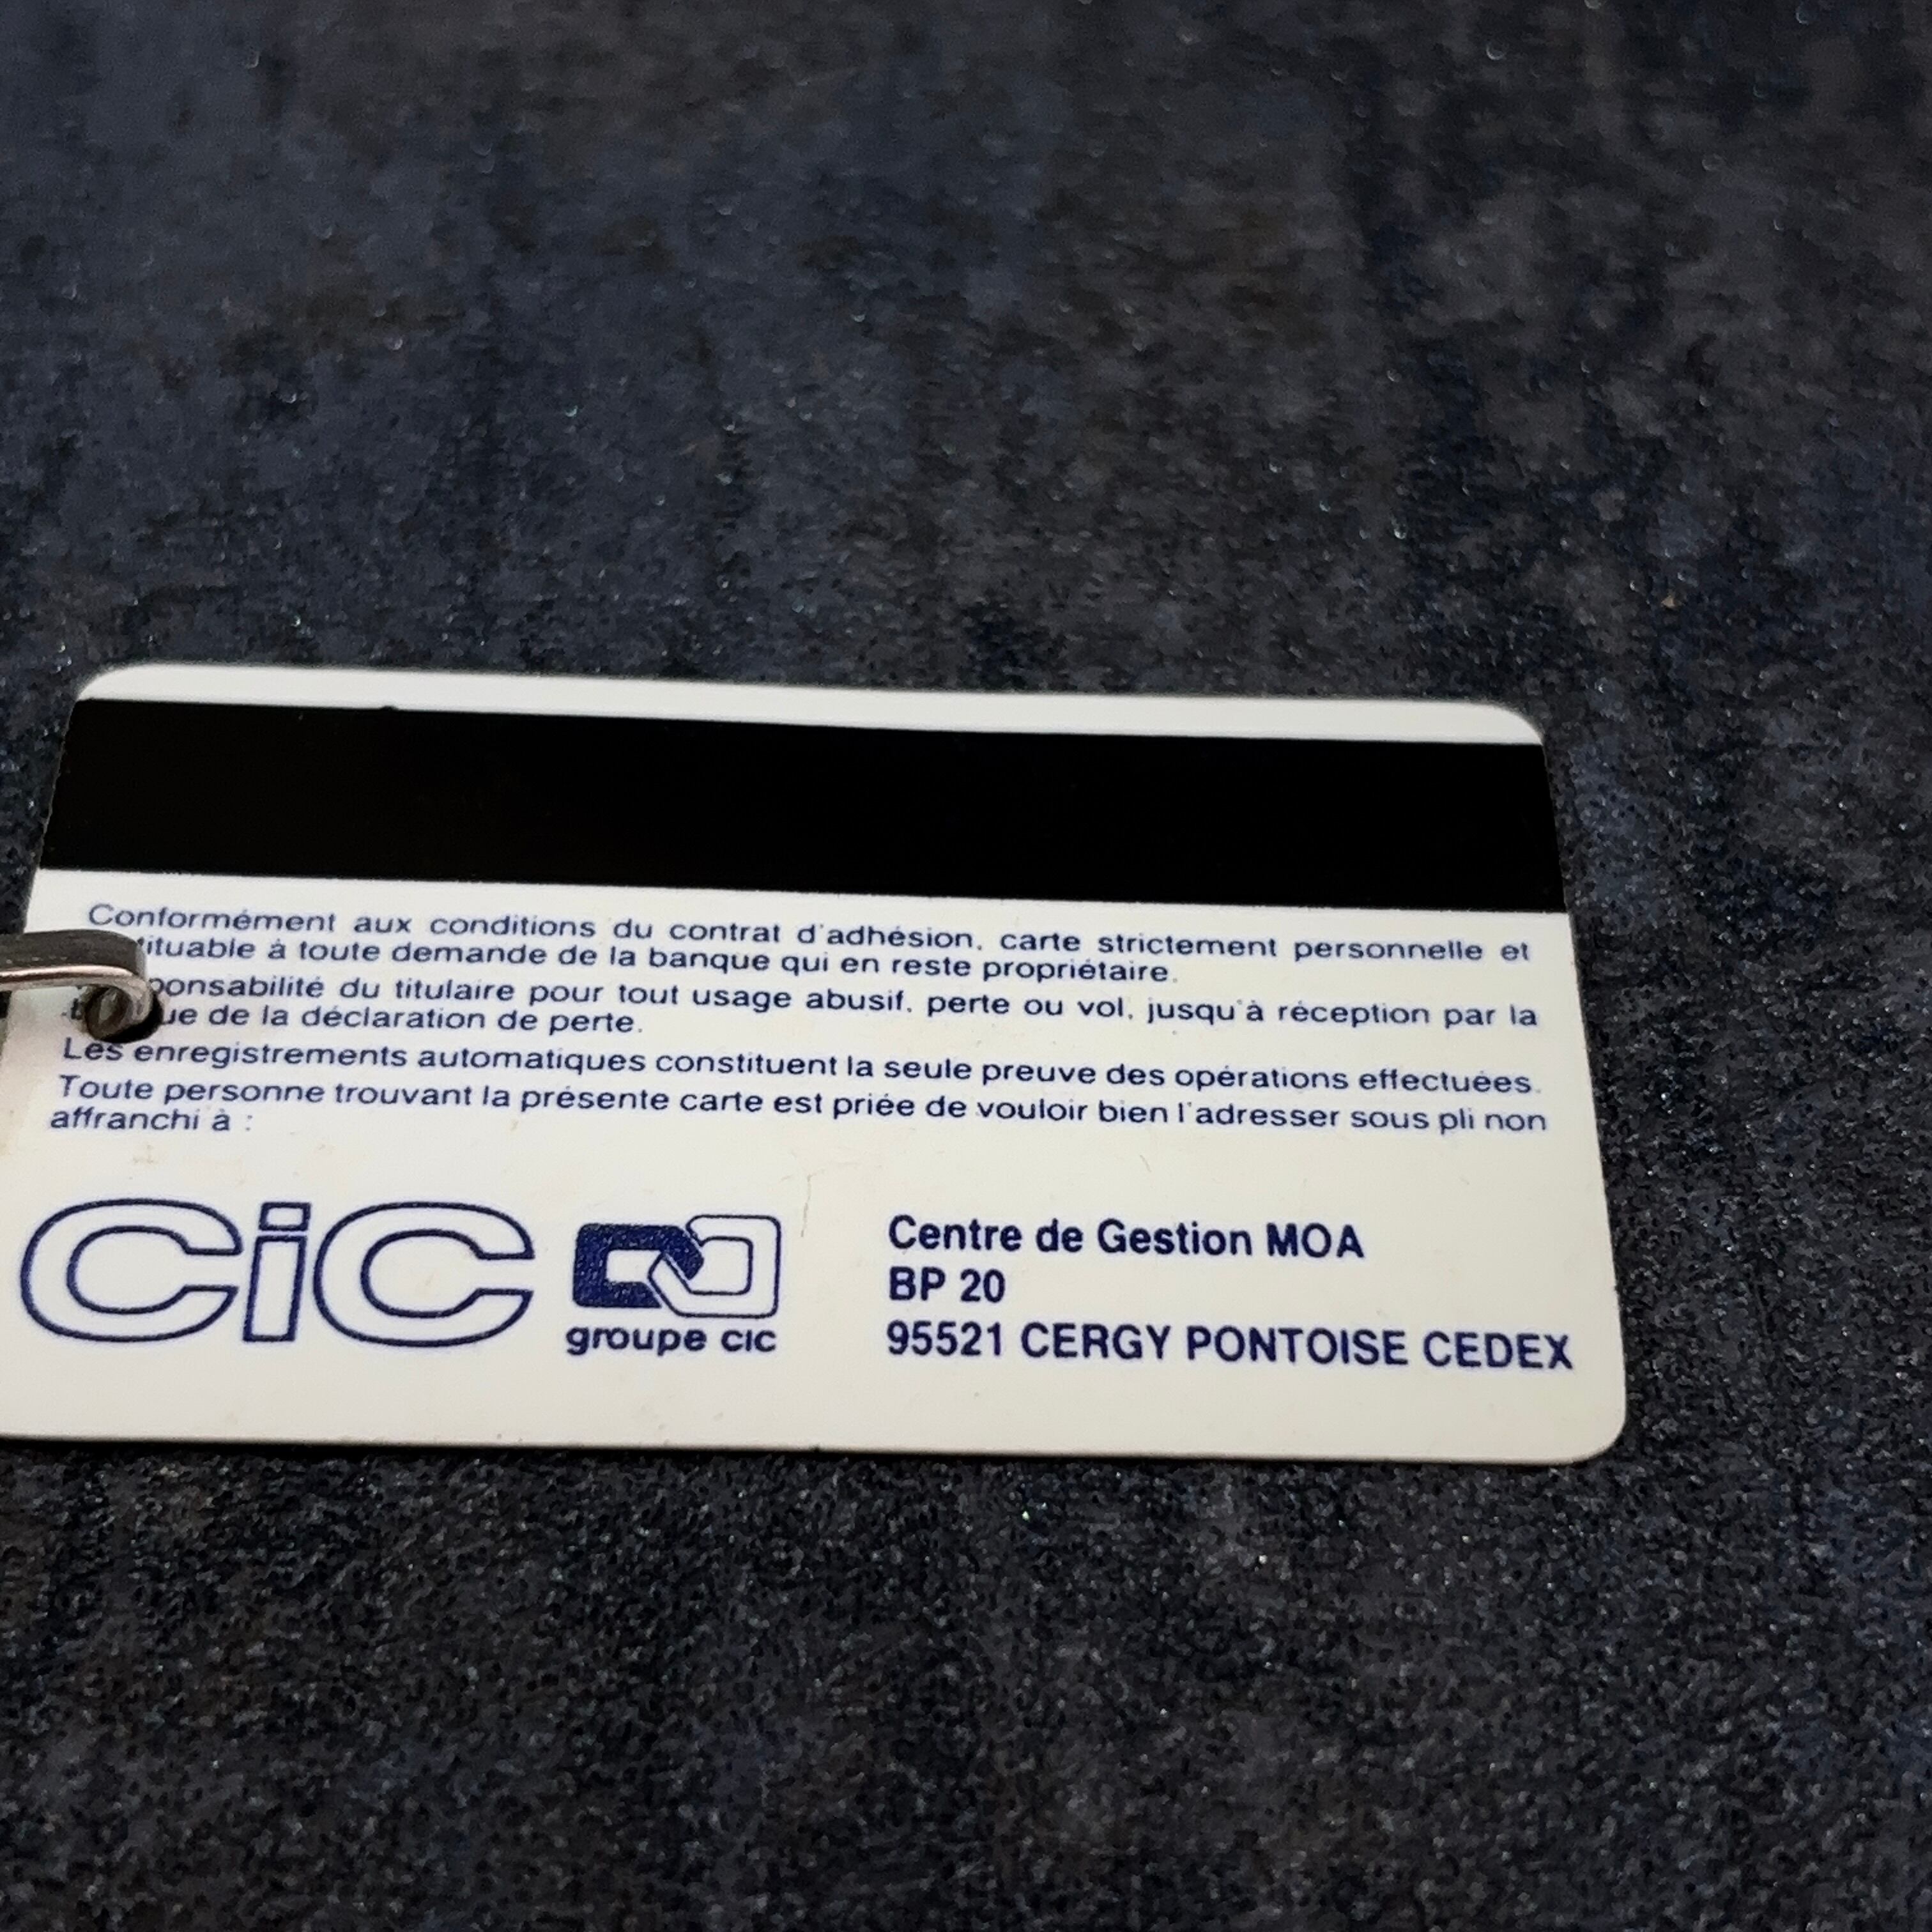 Conformément aux conditions du contrat d'adhésion, carte strictement personnelle et
à toute demande de la banque qui en reste propriétaire.
du titulaire pour tout usage abusif, perte ou vol, jusqu'à réception par la
de la déclaration de perte.
Les enregistrements automatiques constituent la seule preuve des opérations effectuées.
Toute personne trouvant la présente carte est priée de vouloir bien l'adresser sous pli non
affranchi à :
CiC
groupe CIC
Centre de Gestion MOA
BP 20
95521 CERGY PONTOISE CEDEX